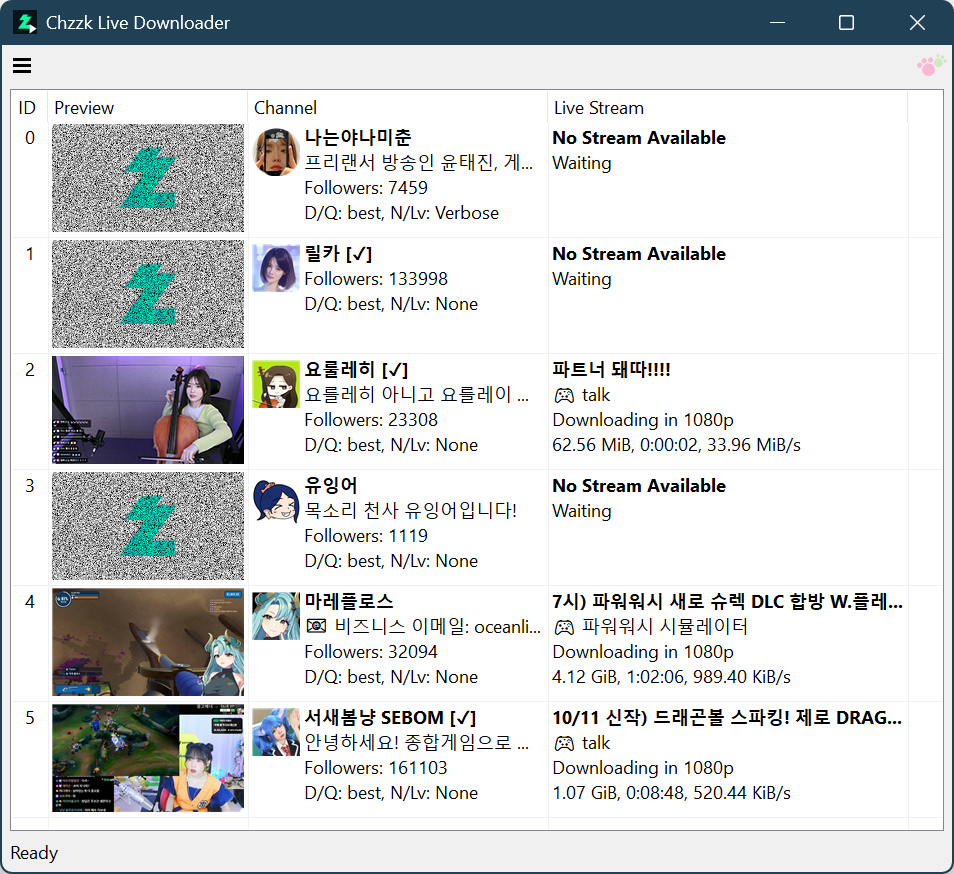 Chzzk Live Downloader
ID Preview Channel Live Stream
0
나는야나미춘
프리랜서 방송인 윤태진, 게...
Followers: 7459
D/Q: best, N/Lv: Verbose
No Stream Available
Waiting
1
릴카 [✓]
Followers: 133998
D/Q: best, N/Lv: None
No Stream Available
Waiting
2
요룰레히 [✓]
요룰레히 아니고 요를레이 ...
Followers: 23308
D/Q: best, N/Lv: None
파트너 돼따!!!!
talk
Downloading in 1080p
62.56 MiB, 0:00:02, 33.96 MiB/s
3
유잉어
목소리 천사 유잉어입니다!
Followers: 1119
D/Q: best, N/Lv: None
No Stream Available
Waiting
4
마레플로스
비즈니스 이메일: oceanli...
Followers: 32094
D/Q: best, N/Lv: None
7시) 파워워시 새로 슈렉 DLC 합방 W.플레...
파워워시 시뮬레이터
Downloading in 1080p
4.12 GiB, 1:02:06, 989.40 KiB/s
5
서새봄냥 SEBOM [✓]
안녕하세요! 종합게임으로 ...
Followers: 161103
D/Q: best, N/Lv: None
10/11 신작) 드래곤볼 스파킹! 제로 DRAG...
talk
Downloading in 1080p
1.07 GiB, 0:08:48, 520.44 KiB/s
Ready